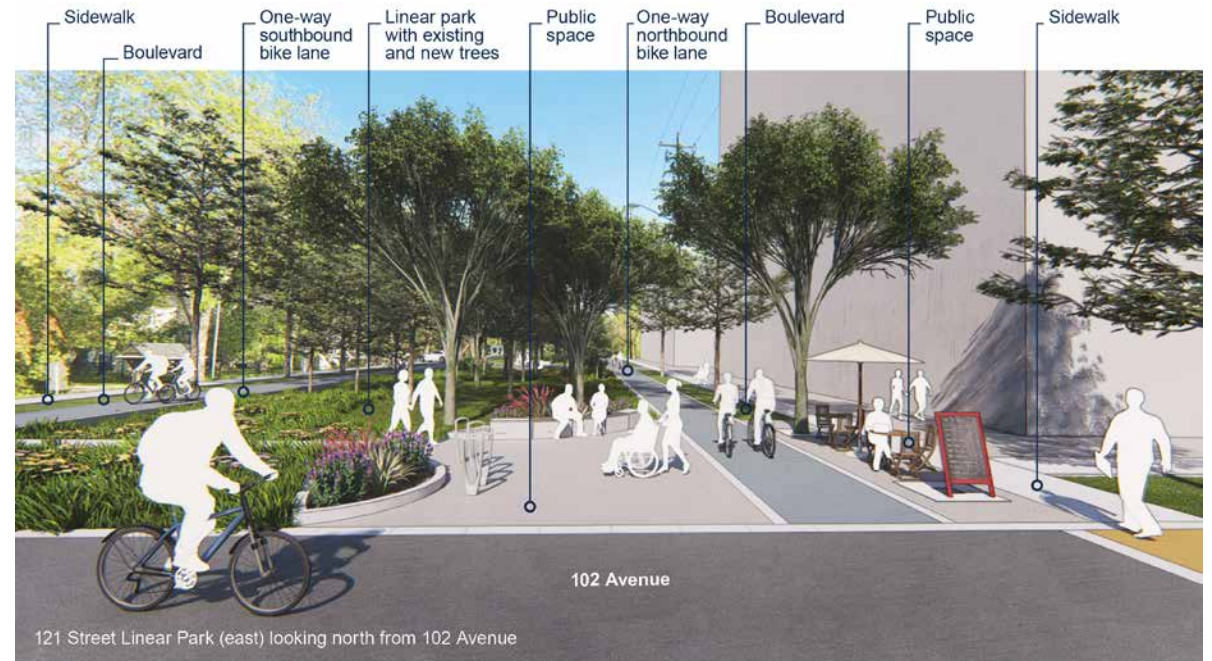 Sidewalk
Boulevard
One-way
southbound
bike lane
Linear park
with existing
and new trees
Public
space
One-way
northbound
bike lane
Boulevard
Public
space
Sidewalk
102 Avenue
121 Street Linear Park (east) looking north from 102 Avenue